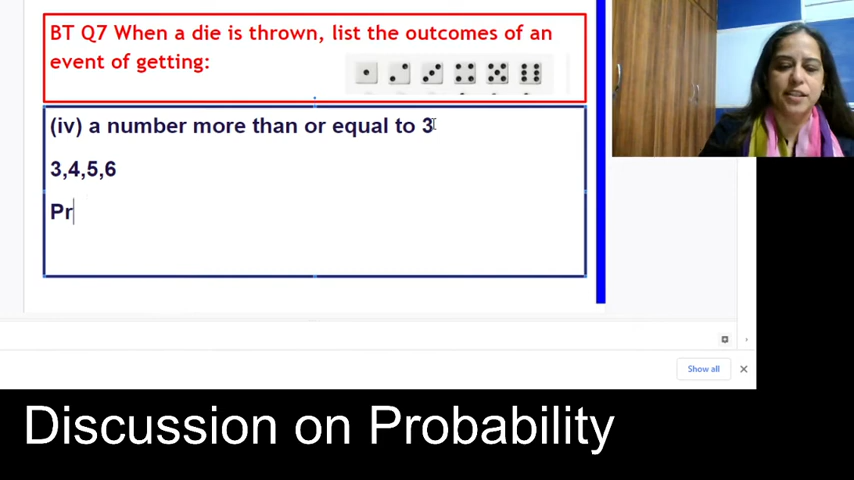 BT Q7 When a die is thrown, list the outcomes of an
event of getting:
(iv) a number more than or equal to 3
3,4,5,6
Pr
Show all
Discussion on Probability